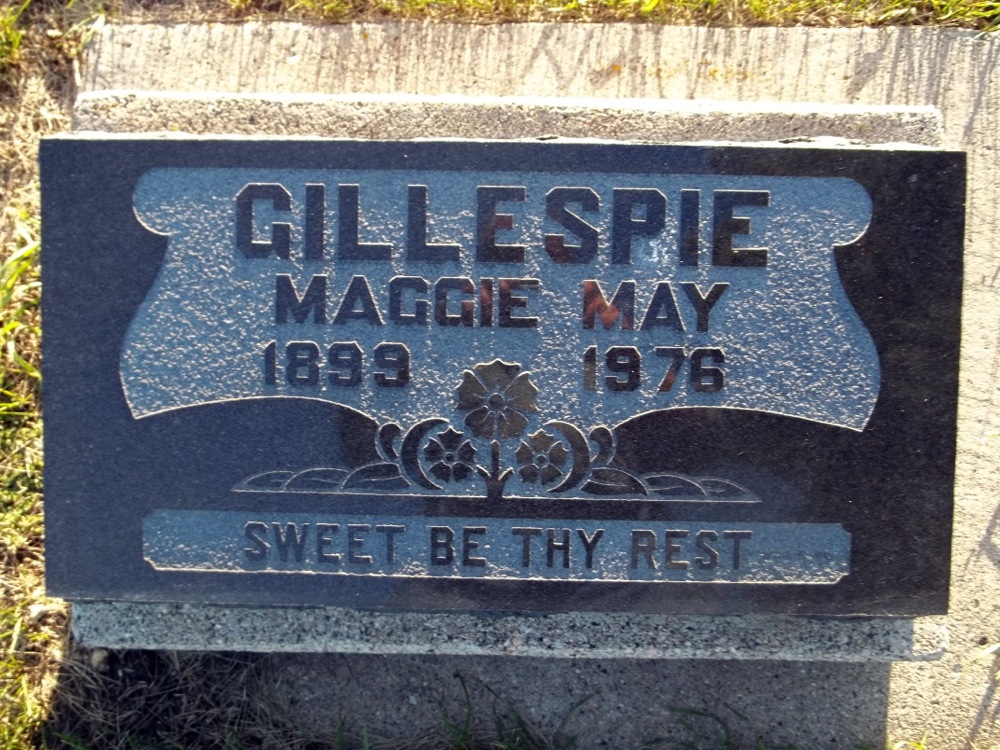 GILLESPIE
MAGGIE MAY
1899 1976
SWEET BE THY REST